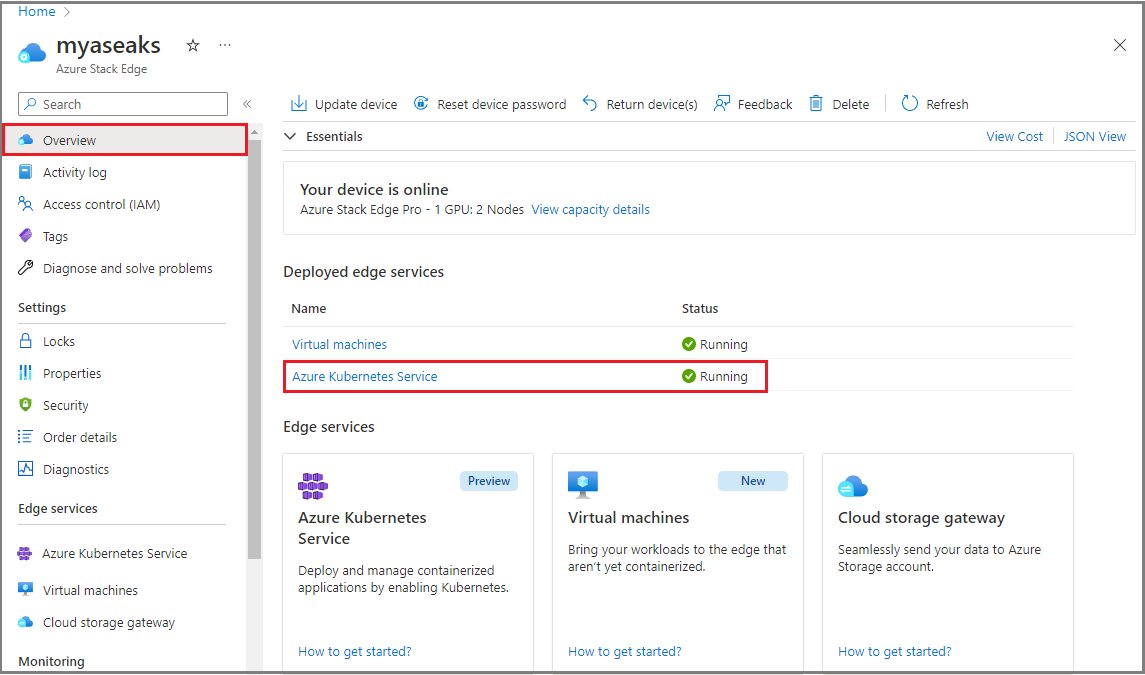 Home
myaseaks
Azure Stack Edge
Search
Overview
Activity log
Access control (IAM)
Tags
Diagnose and solve problems
Settings
Locks
Properties
Security
Order details
Diagnostics
Edge services
Azure Kubernetes Service
Virtual machines
Cloud storage gateway
Monitoring
Update device
Reset device password
Return device(s)
Feedback
Delete
Refresh
Essentials
View Cost
JSON View
Your device is online
Azure Stack Edge Pro - 1 GPU: 2 Nodes View capacity details
Deployed edge services
Name Status
Virtual machines Running
Azure Kubernetes Service Running
Edge services
Preview
Azure Kubernetes
Service
Deploy and manage containerized
applications by enabling Kubernetes.
How to get started?
New
Virtual machines
Bring your workloads to the edge that
aren't yet containerized.
How to get started?
Cloud storage gateway
Seamlessly send your data to Azure
Storage account.
How to get started?